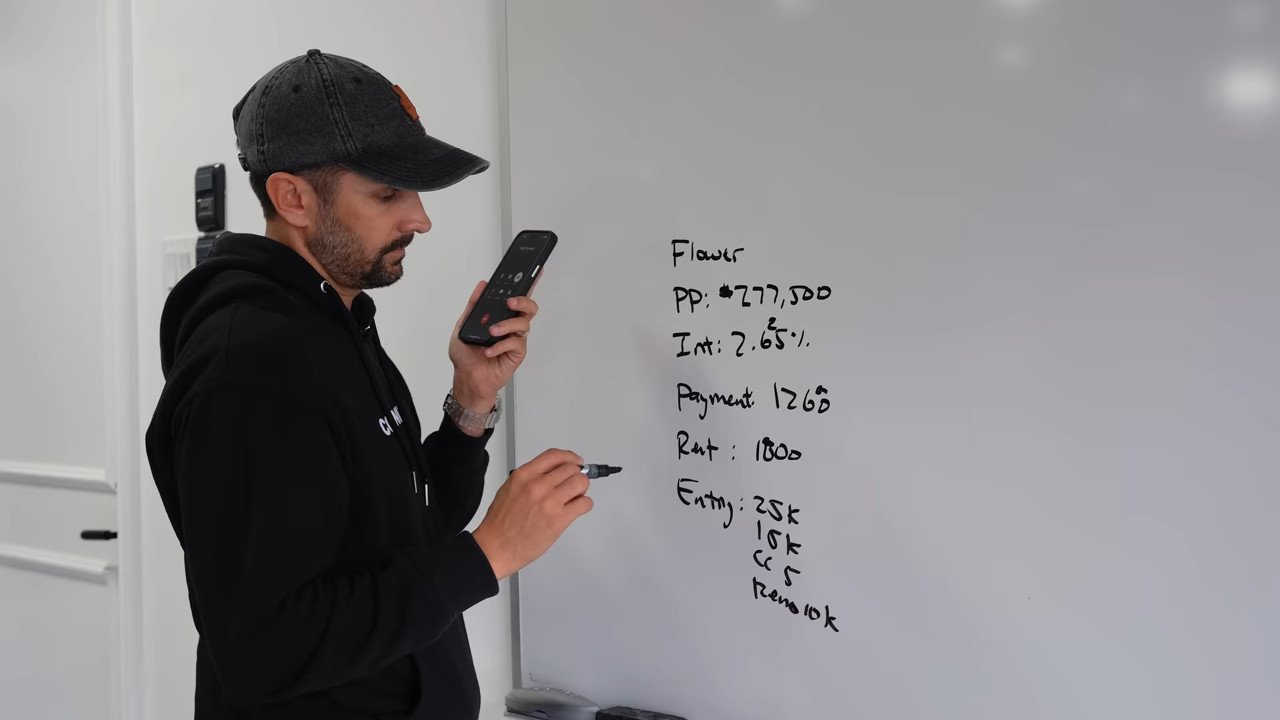 Flower
PP: $277,500
Int: 2.65%
Payment 1260
Rent : 1800
Entry: 25k
15k
CC 5
Reno 10k